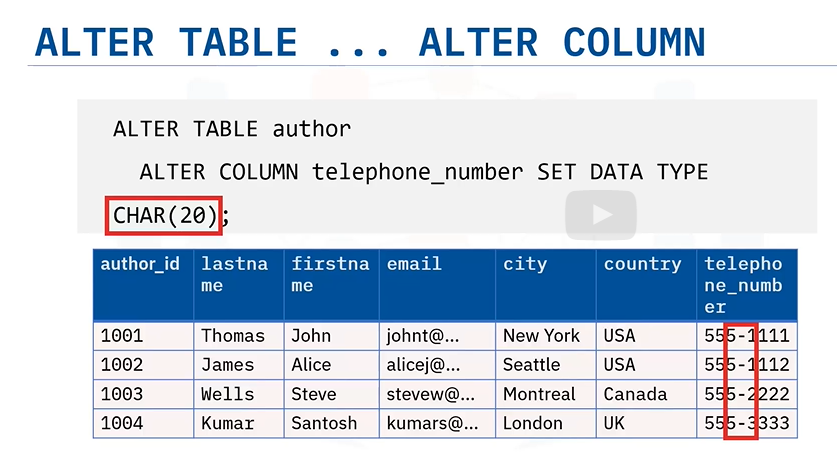 ALTER TABLE ... ALTER COLUMN
ALTER TABLE author
ALTER COLUMN telephone_number SET DATA TYPE
CHAR(20);
author_id lastna firstna email city country telepho
me me ne_numb
er
1001 Thomas John johnt@... New York USA 555-1111
1002 James Alice alicej@... Seattle USA 555-1112
1003 Wells Steve stevew@... Montreal Canada 555-2222
1004 Kumar Santosh kumars@... London UK 555-3333